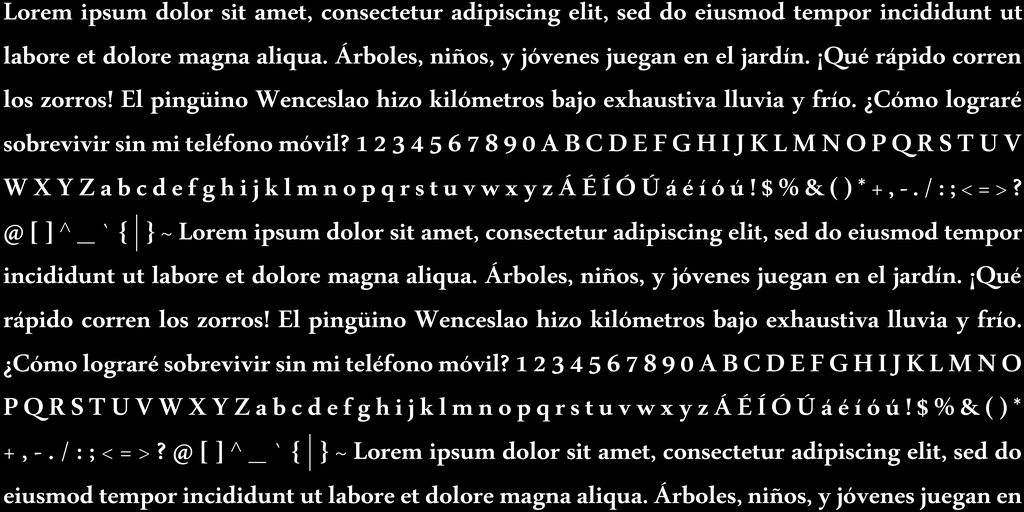 Lorem ipsum dolor sit amet, consectetur adipiscing elit, sed do eiusmod tempor incididunt ut
labore et dolore magna aliqua. Árboles, niños, y jóvenes juegan en el jardín. ¡Qué rápido corren
los zorros! El pingüino Wenceslao hizo kilómetros bajo exhaustiva lluvia y frío. ¿Cómo lograré
sobrevivir sin mi teléfono móvil? 1 2 3 4 5 6 7 8 9 0 A B C D E F G H I J K L M N O P Q R S T U V
W X Y Z a b c d e f g h i j k l m n o p q r s t u v w x y z Á É Í Ó Ú á é í ó ú ! $ % & ( ) * + , - . / : ; < = > ?
@ [ ] ^ _ ` { | } ~ Lorem ipsum dolor sit amet, consectetur adipiscing elit, sed do eiusmod tempor
incididunt ut labore et dolore magna aliqua. Árboles, niños, y jóvenes juegan en el jardín. ¡Qué
rápido corren los zorros! El pingüino Wenceslao hizo kilómetros bajo exhaustiva lluvia y frío.
¿Cómo lograré sobrevivir sin mi teléfono móvil? 1 2 3 4 5 6 7 8 9 0 A B C D E F G H I J K L M N O
P Q R S T U V W X Y Z a b c d e f g h i j k l m n o p q r s t u v w x y z Á É Í Ó Ú á é í ó ú ! $ % & ( ) *
+ , - . / : ; < = > ? @ [ ] ^ _ ` { | } ~ Lorem ipsum dolor sit amet, consectetur adipiscing elit, sed do
eiusmod tempor incididunt ut labore et dolore magna aliqua. Árboles, niños, y jóvenes juegan en